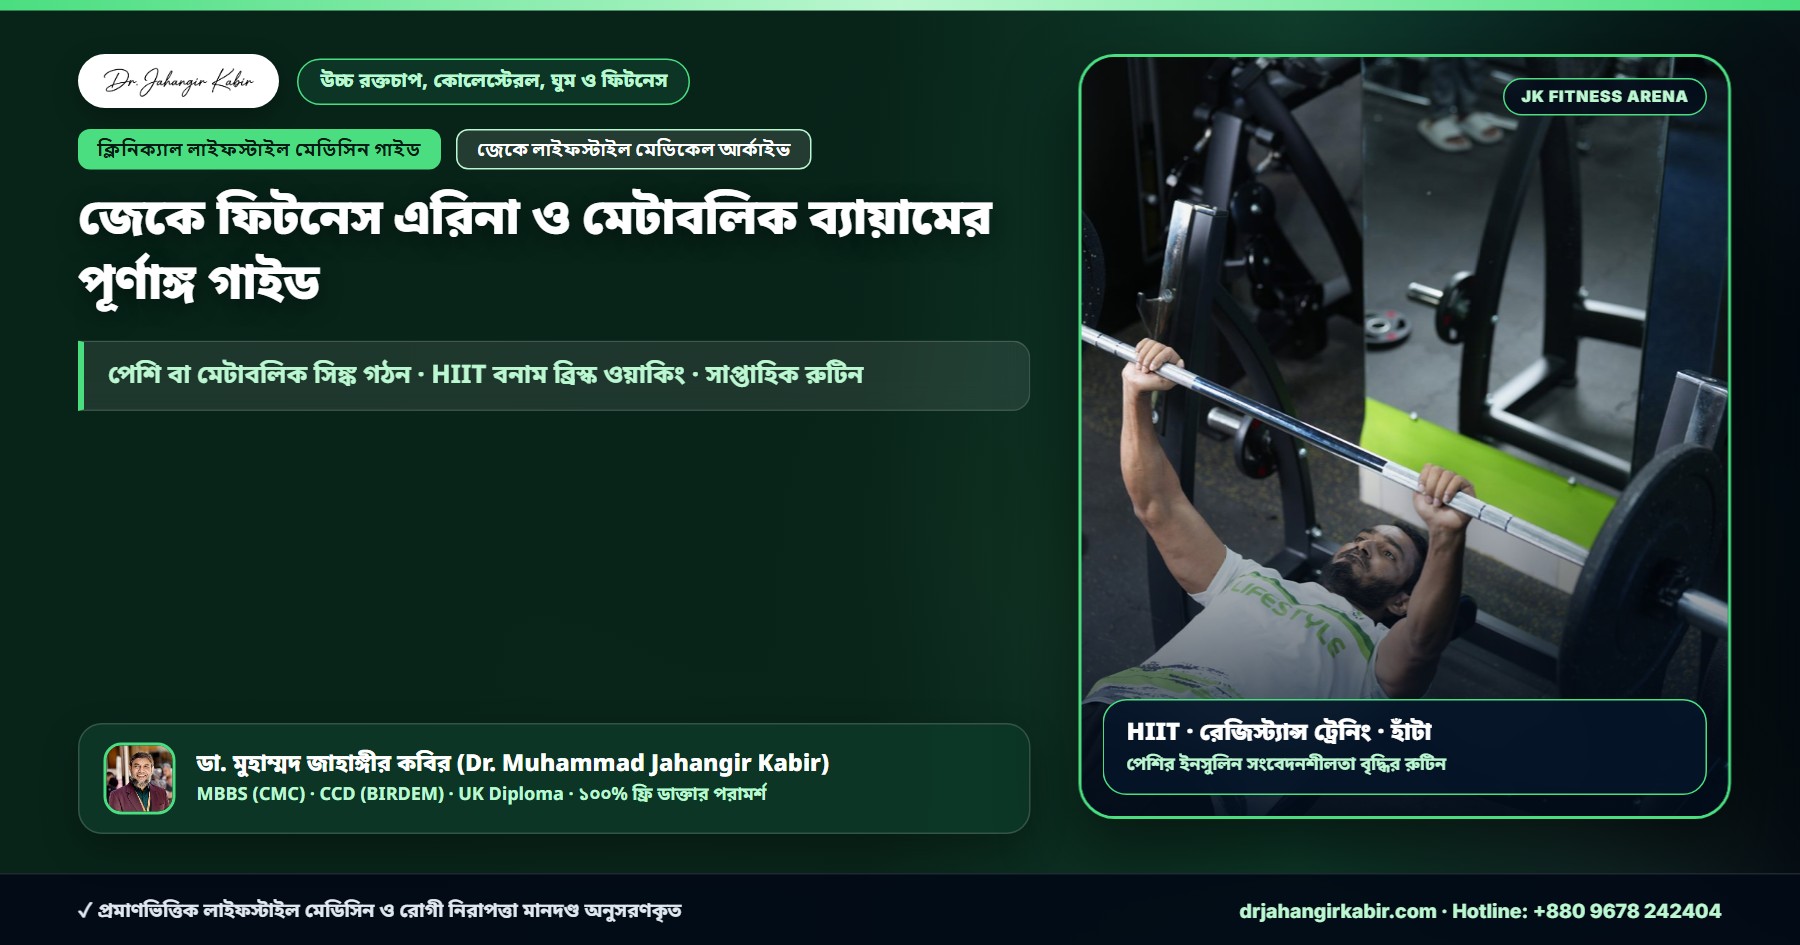 Dr. Jahangir Kabir
উচ্চ রক্তচাপ, কোলেস্টেরল, ঘুম ও ফিটনেস
ক্লিনিক্যাল লাইফস্টাইল মেডিসিন গাইড
জেকে লাইফস্টাইল মেডিকেল আর্কাইভ
জেকে ফিটনেস এরিনা ও মেটাবলিক ব্যায়ামের
পূর্ণাঙ্গ গাইড
পেশি বা মেটাবলিক সিঙ্ক গঠন · HIIT বনাম ব্রিস্ক ওয়াকিং · সাপ্তাহিক রুটিন
ডা. মুহাম্মদ জাহাঙ্গীর কবির (Dr. Muhammad Jahangir Kabir)
MBBS (CMC) · CCD (BIRDEM) · UK Diploma · ১০০% ফ্রি ডাক্তার পরামর্শ
JK FITNESS ARENA
LIFESTYLE
HIIT · রেজিস্ট্যান্স ট্রেনিং · হাঁটা
পেশির ইনসুলিন সংবেদনশীলতা বৃদ্ধির রুটিন
✓ প্রমাণভিত্তিক লাইফস্টাইল মেডিসিন ও রোগী নিরাপত্তা মানদণ্ড অনুসরণকৃত
drjahangirkabir.com · Hotline: +880 9678 242404